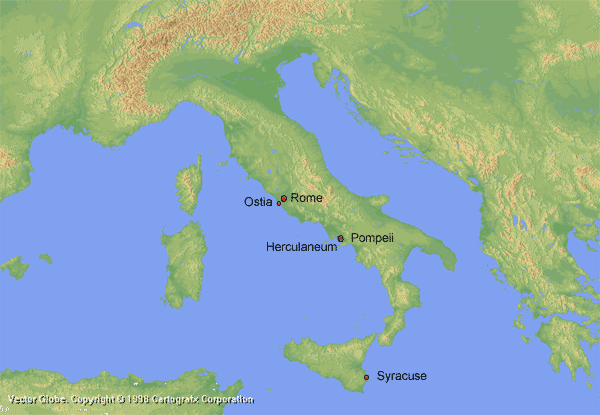 Ostia
Rome
Herculaneum
Pompeii
Syracuse
Vector Globe. Copyright © 1998 Cartografx Corporation